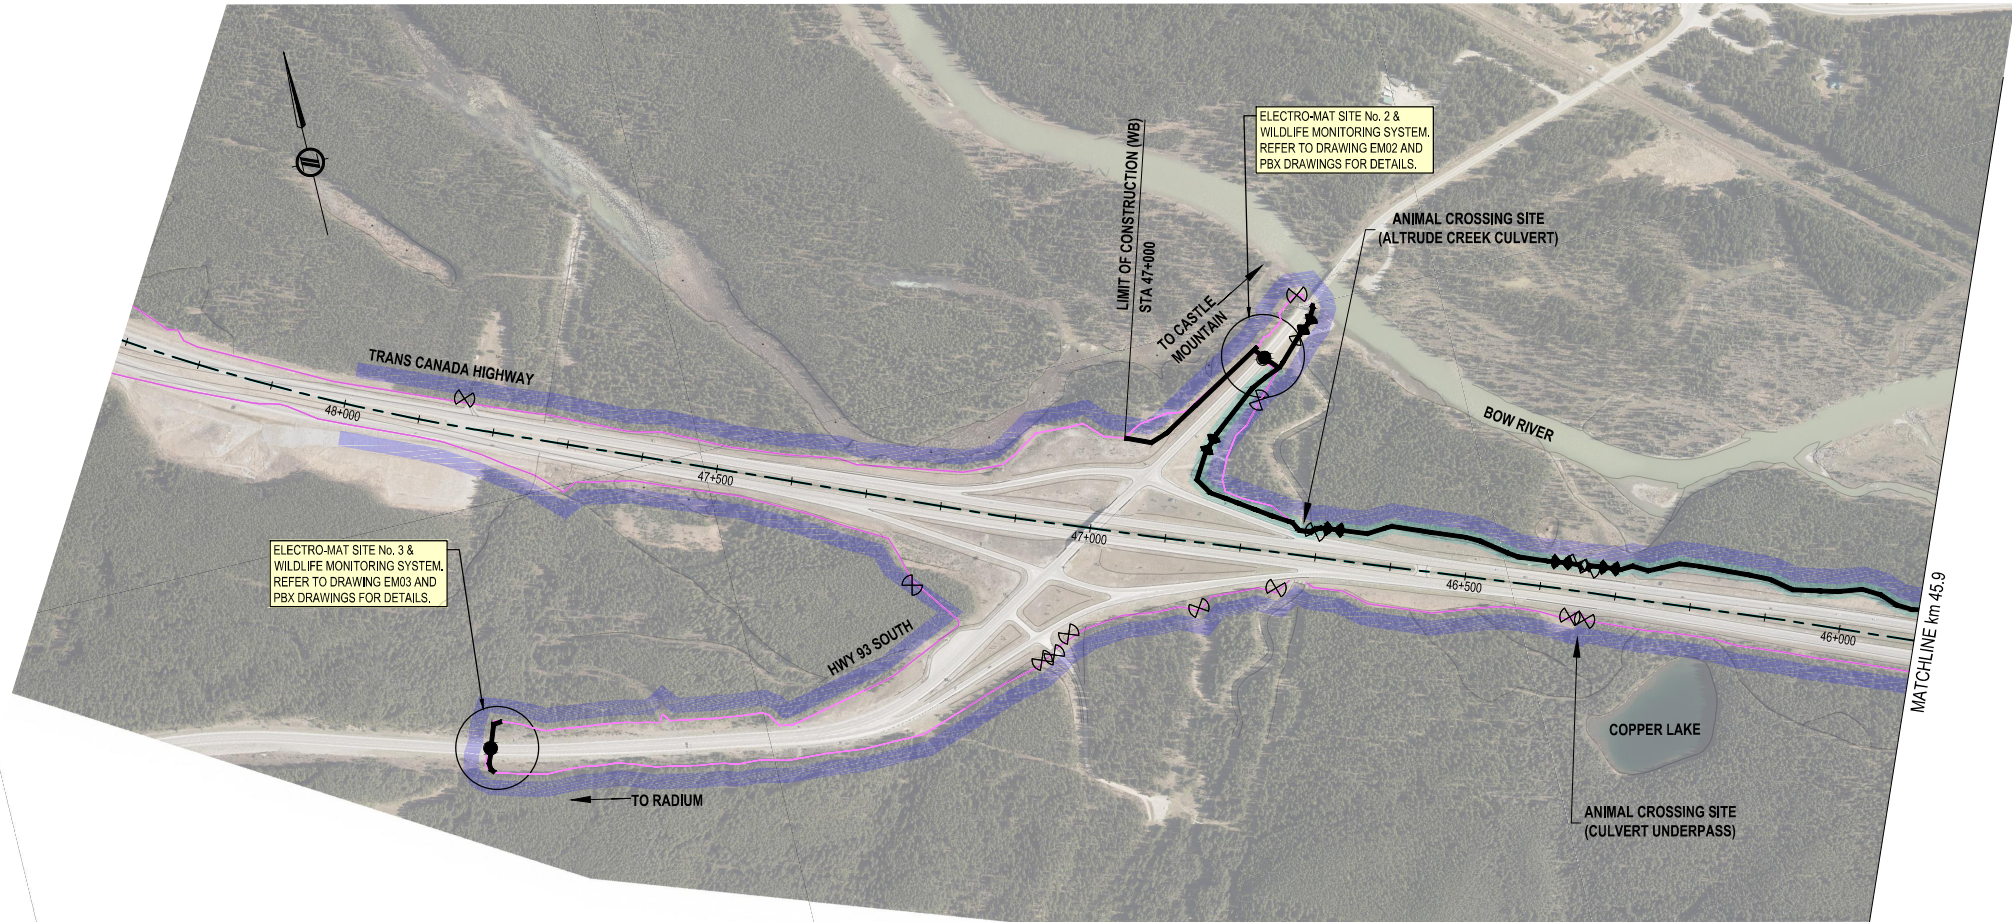 ELECTRO-MAT SITE No. 2 &
WILDLIFE MONITORING SYSTEM.
REFER TO DRAWING EM02 AND
PBX DRAWINGS FOR DETAILS.
LIMIT OF CONSTRUCTION (WB)
STA 47+000
ANIMAL CROSSING SITE
(ALTRUDE CREEK CULVERT)
TO CASTLE
MOUNTAIN
TRANS CANADA HIGHWAY
48+000
BOW RIVER
47+500
47+000
46+500
46+000
ELECTRO-MAT SITE No. 3 &
WILDLIFE MONITORING SYSTEM.
REFER TO DRAWING EM03 AND
PBX DRAWINGS FOR DETAILS.
HWY 93 SOUTH
MATCHLINE km 45.9
COPPER LAKE
TO RADIUM
ANIMAL CROSSING SITE
(CULVERT UNDERPASS)